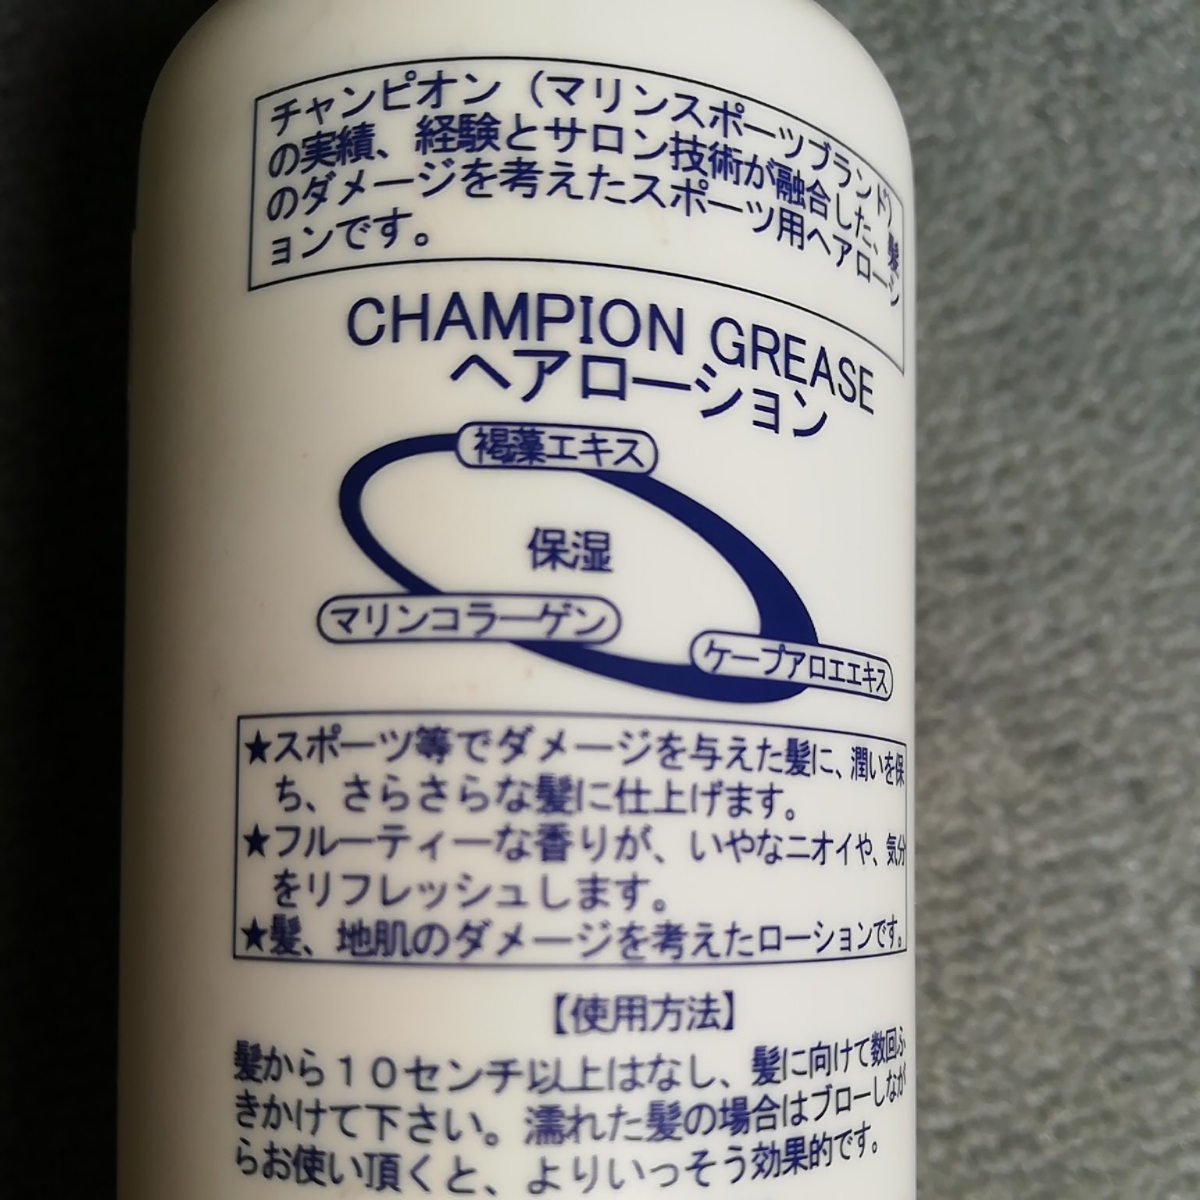 チャンピオン（マリンスポーツブランド）
の実績、経験とサロン技術が融合した、髪
のダメージを考えたスポーツ用ヘアローシ
ョンです。
CHAMPION GREASE
ヘアローション
褐藻エキス
保湿
マリンコラーゲン
ケープアロエエキス
★スポーツ等でダメージを与えた髪に、潤いを保
ち、さらさらな髪に仕上げます。
★フルーティーな香りが、いやなニオイや、気分
をリフレッシュします。
★髪、地肌のダメージを考えたローションです。
【使用方法】
髪から１０センチ以上はなし、髪に向けて数回ふ
きかけて下さい。濡れた髪の場合はブローしなが
らお使い頂くと、よりいっそう効果的です。